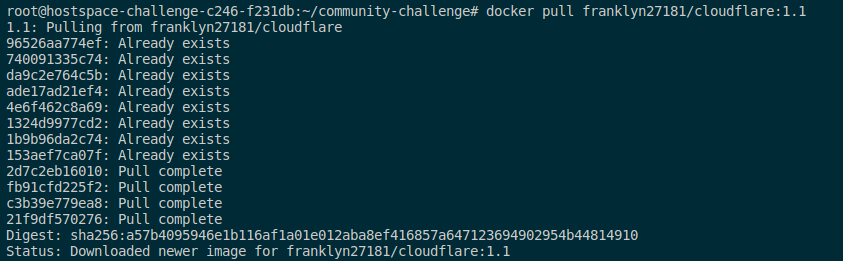 root@hostspace-challenge-c246-f231db:~/community-challenge# docker pull franklyn27181/cloudflare:1.1
1.1: Pulling from franklyn27181/cloudflare
96526aa774ef: Already exists
740091335c74: Already exists
da9c2e764c5b: Already exists
ade17ad21ef4: Already exists
4e6f462c8a69: Already exists
1324d9977cd2: Already exists
1b9b96da2c74: Already exists
153aef7ca07f: Already exists
2d7c2eb16010: Pull complete
fb91cfd225f2: Pull complete
c3b39e779ea8: Pull complete
21f9df570276: Pull complete
Digest: sha256:a57b4095946e1b116af1a01e012aba8ef416857a647123694902954b44814910
Status: Downloaded newer image for franklyn27181/cloudflare:1.1